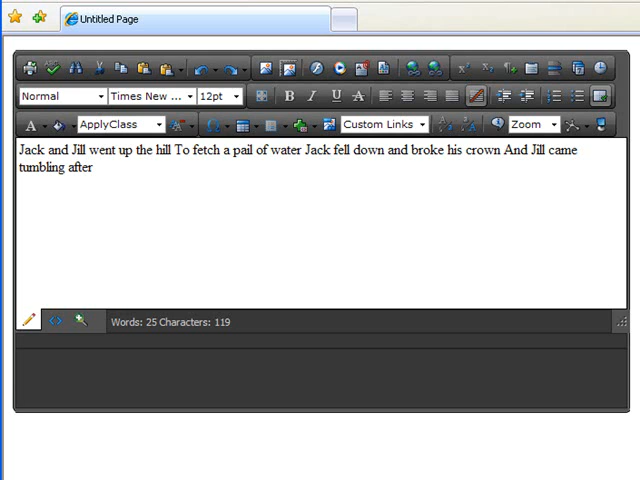 Untitled Page
Normal Times New ... 12pt B I U A
A ApplyClass Custom Links Zoom
Jack and Jill went up the hill To fetch a pail of water Jack fell down and broke his crown And Jill came
tumbling after
Words: 25 Characters: 119